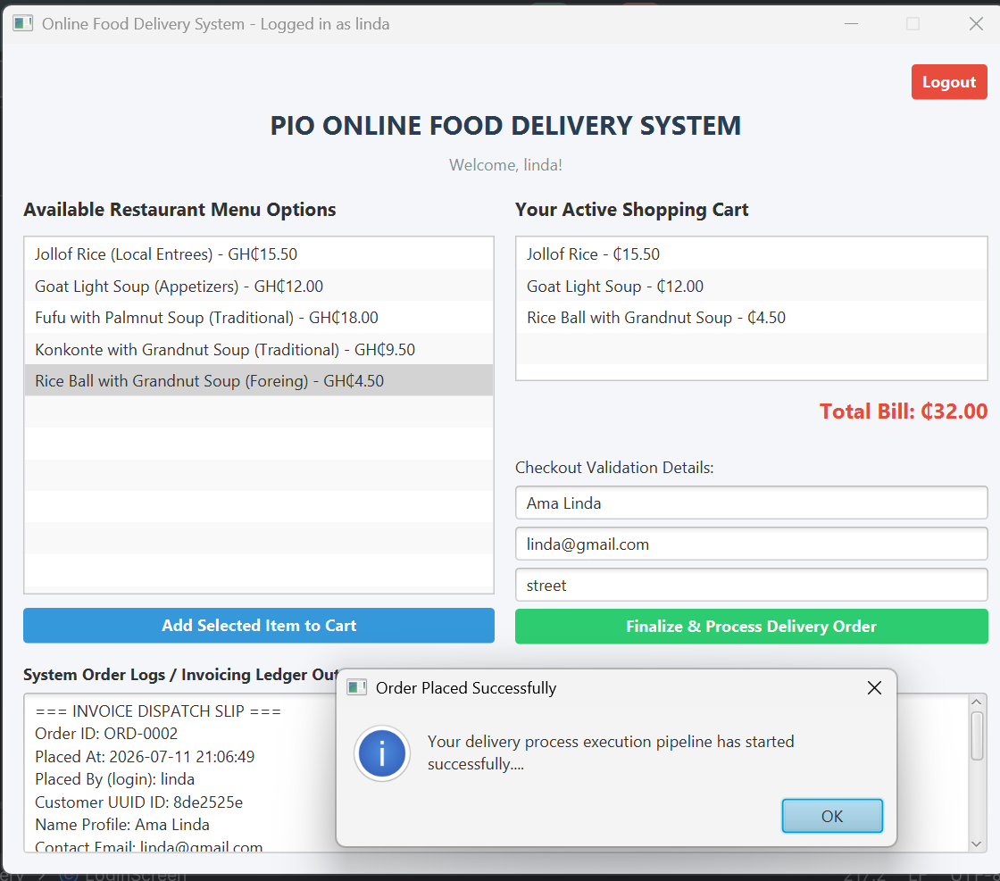 Online Food Delivery System - Logged in as linda
Logout
PIO ONLINE FOOD DELIVERY SYSTEM
Welcome, linda!
Available Restaurant Menu Options
Jollof Rice (Local Entrees) - GH₵15.50
Goat Light Soup (Appetizers) - GH₵12.00
Fufu with Palmnut Soup (Traditional) - GH₵18.00
Konkonte with Grandnut Soup (Traditional) - GH₵9.50
Rice Ball with Grandnut Soup (Foreing) - GH₵4.50
Add Selected Item to Cart
Your Active Shopping Cart
Jollof Rice - ₵15.50
Goat Light Soup - ₵12.00
Rice Ball with Grandnut Soup - ₵4.50
Total Bill: ₵32.00
Checkout Validation Details:
Ama Linda
linda@gmail.com
street
Finalize & Process Delivery Order
System Order Logs / Invoicing Ledger Out
=== INVOICE DISPATCH SLIP ===
Order ID: ORD-0002
Placed At: 2026-07-11 21:06:49
Placed By (login): linda
Customer UUID ID: 8de2525e
Name Profile: Ama Linda
Contact Email: linda@gmail.com
Order Placed Successfully
Your delivery process execution pipeline has started
successfully....
OK
LoginScreen